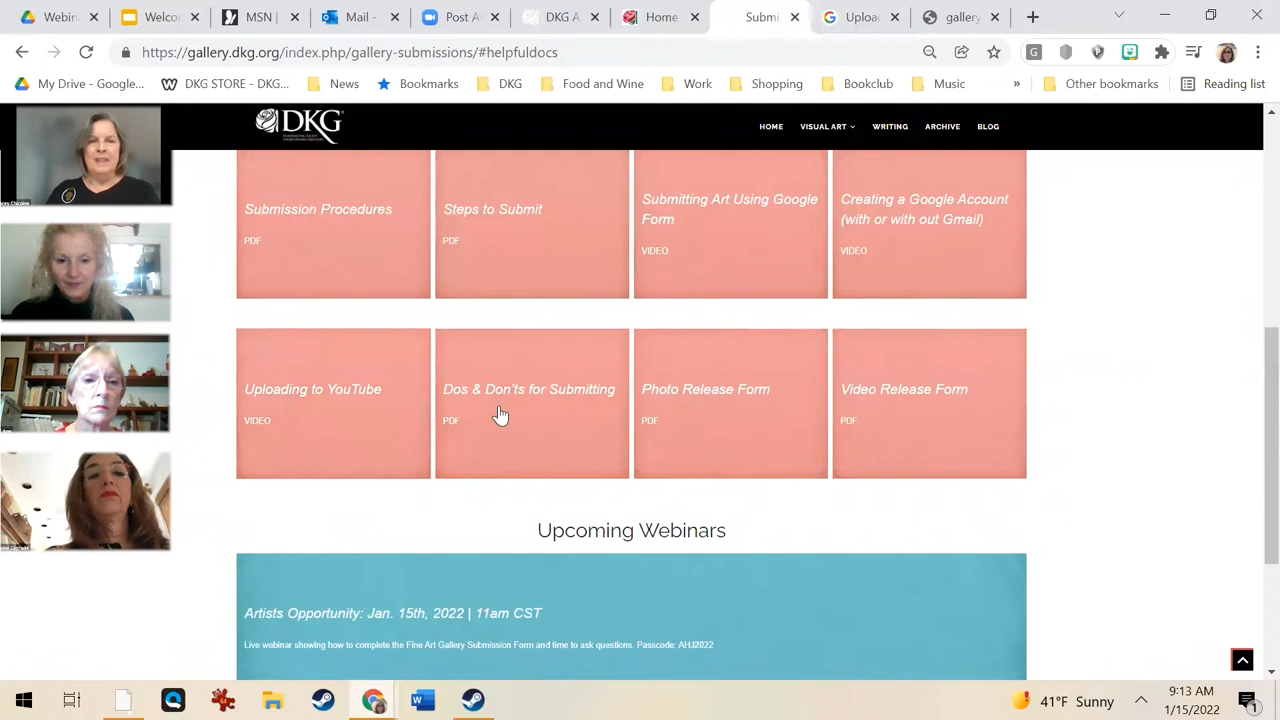 Welco
MSN
Mail -
Post A
DKG A
Home
Submi
Uploa
gallery
https://gallery.dkg.org/index.php/gallery-submissions/#helpfuldocs
My Drive - Google...
DKG STORE - DKG...
News
Bookmarks
DKG
Food and Wine
Work
Shopping
Bookclub
Music
»
Other bookmarks
Reading list
DKG
HOME
VISUAL ART
WRITING
ARCHIVE
BLOG
Submission Procedures
PDF
Steps to Submit
PDF
Submitting Art Using Google
Form
VIDEO
Creating a Google Account
(with or with out Gmail)
VIDEO
Uploading to YouTube
VIDEO
Dos & Don'ts for Submitting
PDF
Photo Release Form
PDF
Video Release Form
PDF
Upcoming Webinars
Artists Opportunity: Jan. 15th, 2022 | 11am CST
Live webinar showing how to complete the Fine Art Gallery Submission Form and time to ask questions. Passcode: AHJ2022
41°F Sunny
9:13 AM
1/15/2022
1